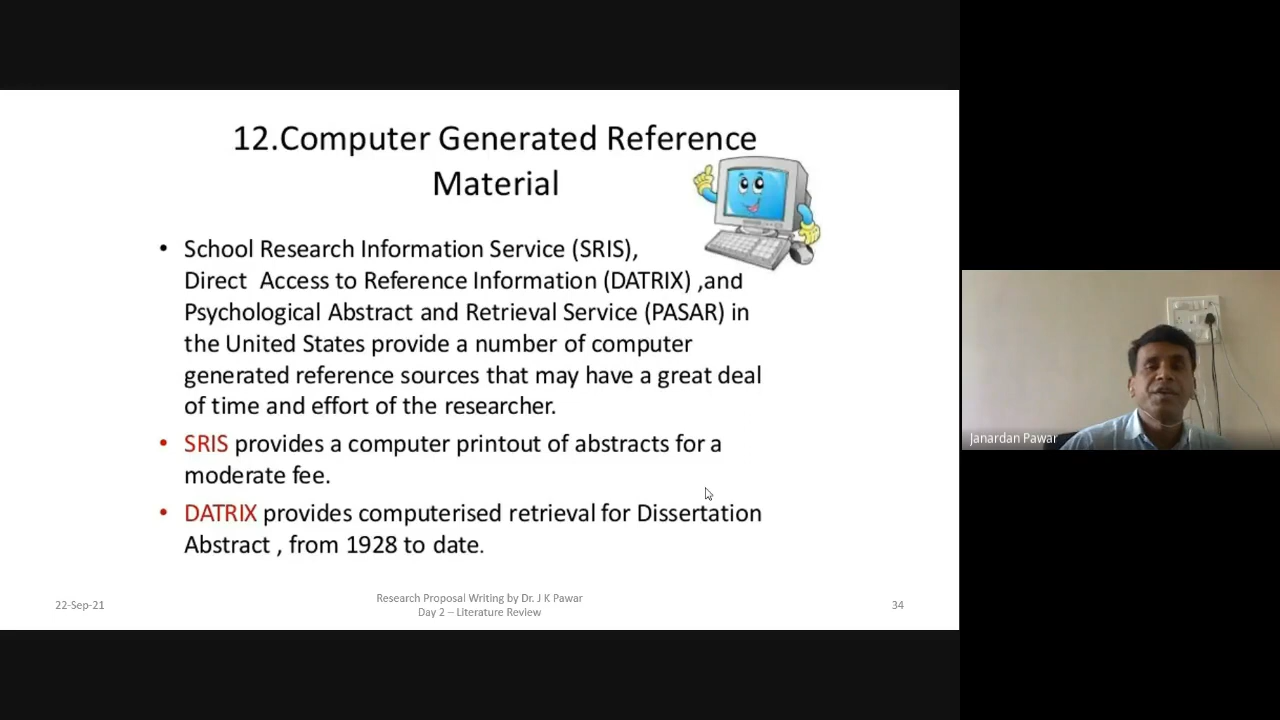 12.Computer Generated Reference
Material
• School Research Information Service (SRIS),
Direct Access to Reference Information (DATRIX) ,and
Psychological Abstract and Retrieval Service (PASAR) in
the United States provide a number of computer
generated reference sources that may have a great deal
of time and effort of the researcher.
• SRIS provides a computer printout of abstracts for a
moderate fee.
• DATRIX provides computerised retrieval for Dissertation
Abstract , from 1928 to date.
22-Sep-21
Research Proposal Writing by Dr. J K Pawar
Day 2 – Literature Review
34
Janardan Pawar